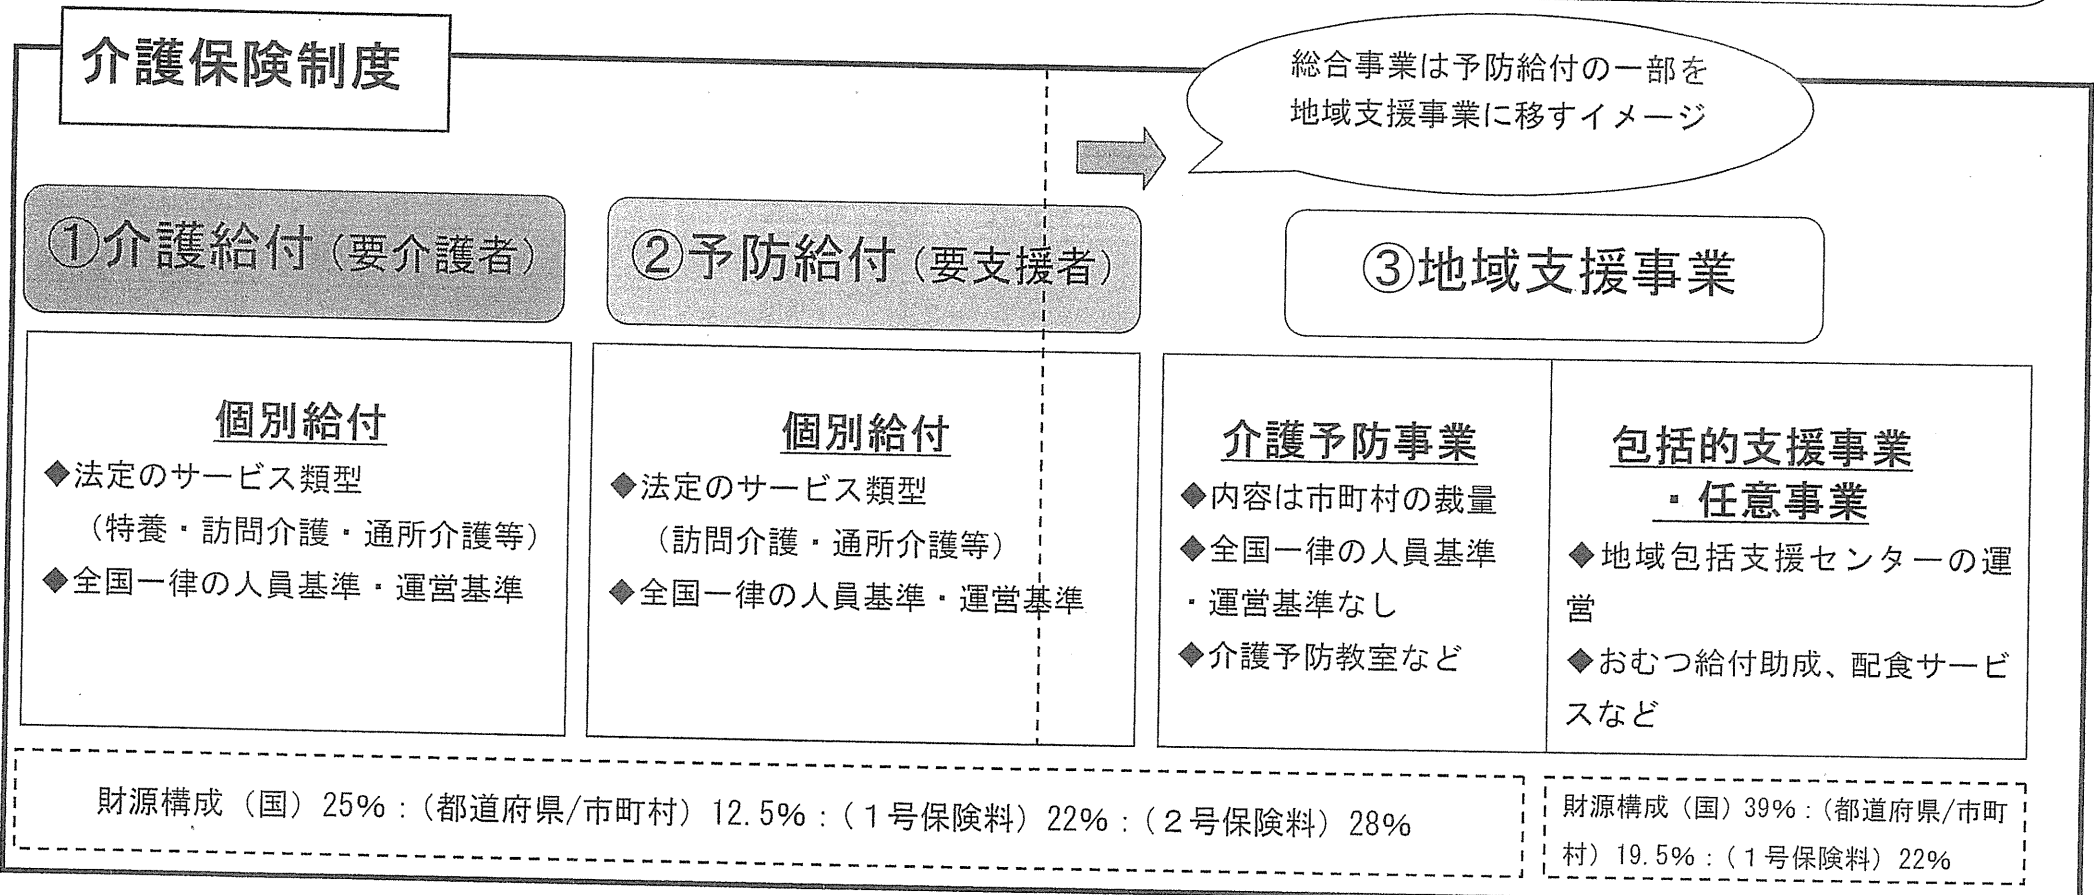 介護保険制度
総合事業は予防給付の一部を
地域支援事業に移すイメージ
①介護給付（要介護者）
②予防給付（要支援者）
③地域支援事業
個別給付
◆法定のサービス類型
（特養・訪問介護・通所介護等）
◆全国一律の人員基準・運営基準
個別給付
◆法定のサービス類型
（訪問介護・通所介護等）
◆全国一律の人員基準・運営基準
介護予防事業
◆内容は市町村の裁量
◆全国一律の人員基準
・運営基準なし
◆介護予防教室など
包括的支援事業
・任意事業
◆地域包括支援センターの運
営
◆おむつ給付助成、配食サービ
スなど
財源構成（国）25%：（都道府県/市町村）12.5%：（１号保険料）22%：（２号保険料）28%
財源構成（国）39%：（都道府県/市町
村）19.5%：（１号保険料）22%